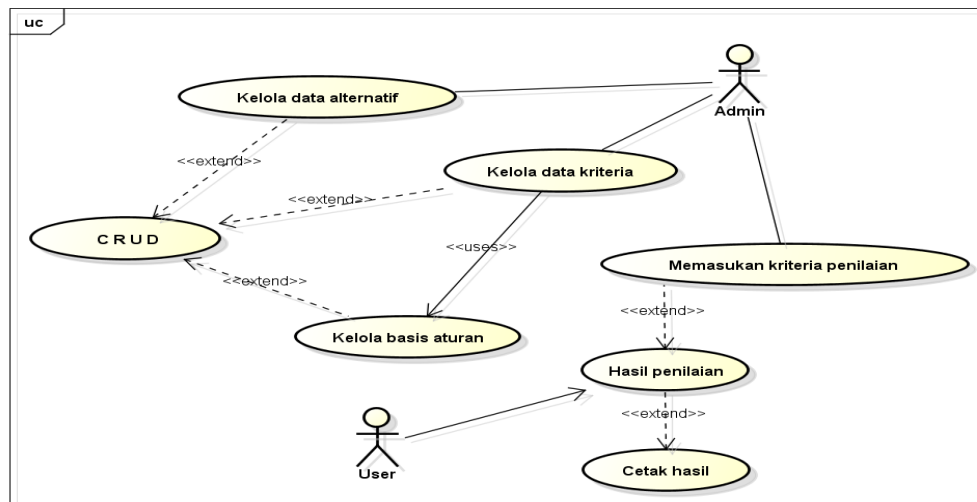 uc
Kelola data alternatif
Admin
<<extend>>
Kelola data kriteria
<<extend>>
C R U D
<<uses>>
Memasukan kriteria penilaian
<<extend>>
<<extend>>
Kelola basis aturan
Hasil penilaian
<<extend>>
User
Cetak hasil